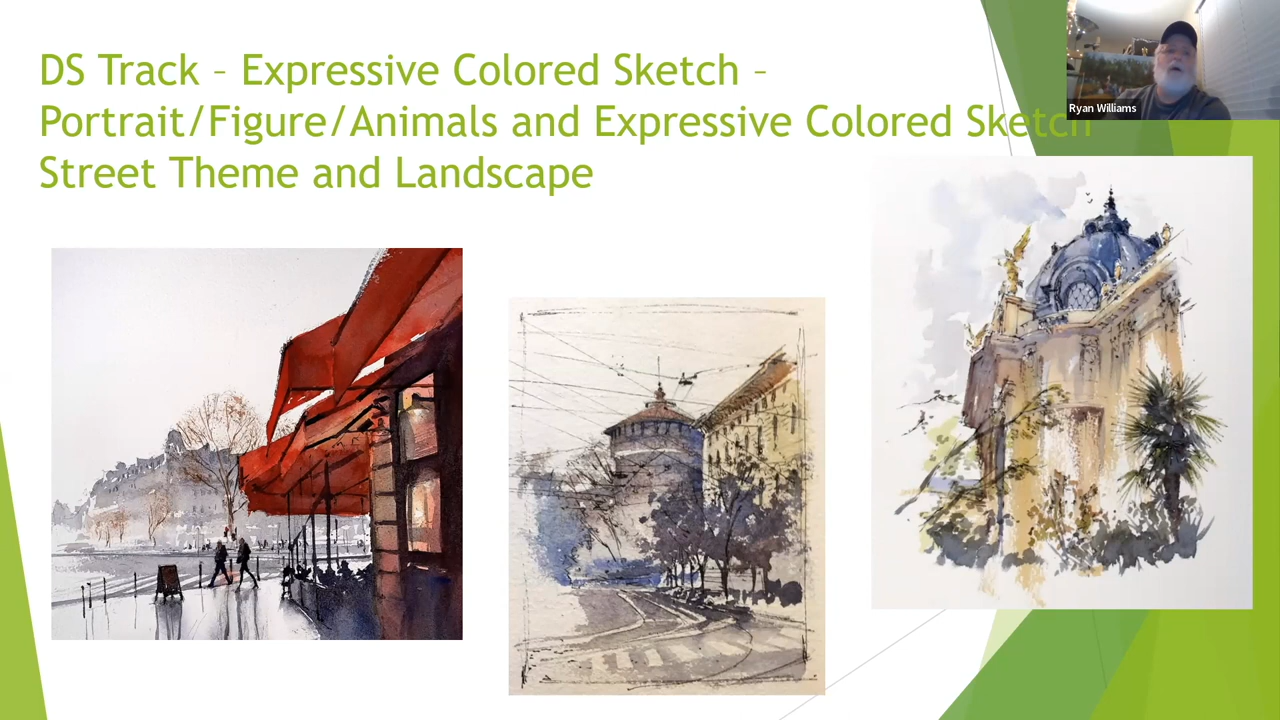 DS Track – Expressive Colored Sketch –
Portrait/Figure/Animals and Expressive Colored Sketch
Street Theme and Landscape
Ryan Williams